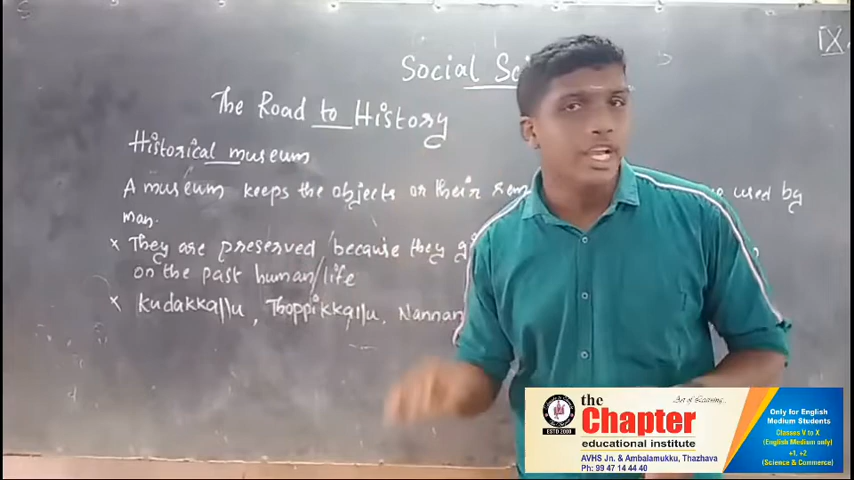 IX
Social
The Road to History
Historical museum
A museum keeps the objects or their used by
man.
x They are preserved because they
on the past human life
x Kudakkallu, Thoppikkallu, Nannan
the
Chapter
educational institute
Art of Learning...
ESTD 2000
AVHS Jn. & Ambalamukku, Thazhava
Ph: 99 47 14 44 40
Only for English
Medium Students
Classes V to X
(English Medium only)
+1, +2
(Science & Commerce)